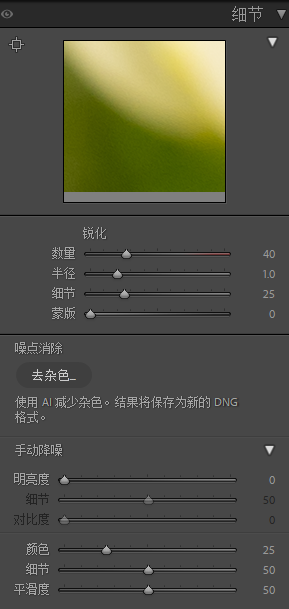 细节
锐化
数量 40
半径 1.0
细节 25
蒙版 0
噪点消除
去杂色...
使用 AI 减少杂色。结果将保存为新的 DNG
格式。
手动降噪
明亮度 0
细节 50
对比度 0
颜色 25
细节 50
平滑度 50